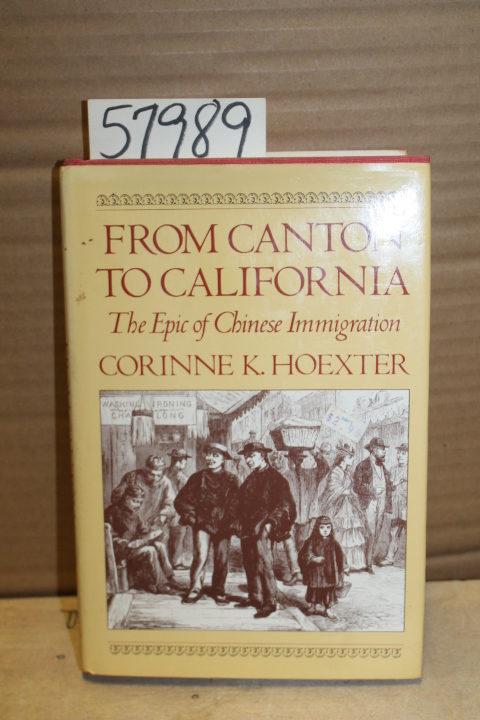 57989
FROM CANTON
TO CALIFORNIA
The Epic of Chinese Immigration
CORINNE K. HOEXTER
WASHING & IRONING
LONG